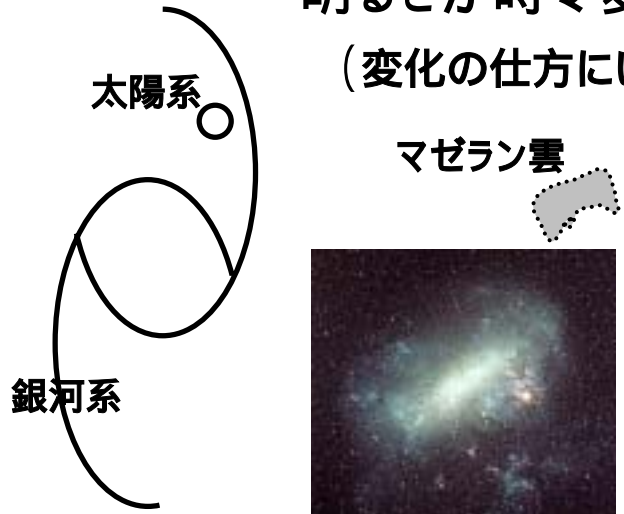 明るさが時々変
(変化の仕方に
太陽系
マゼラン雲
銀河系